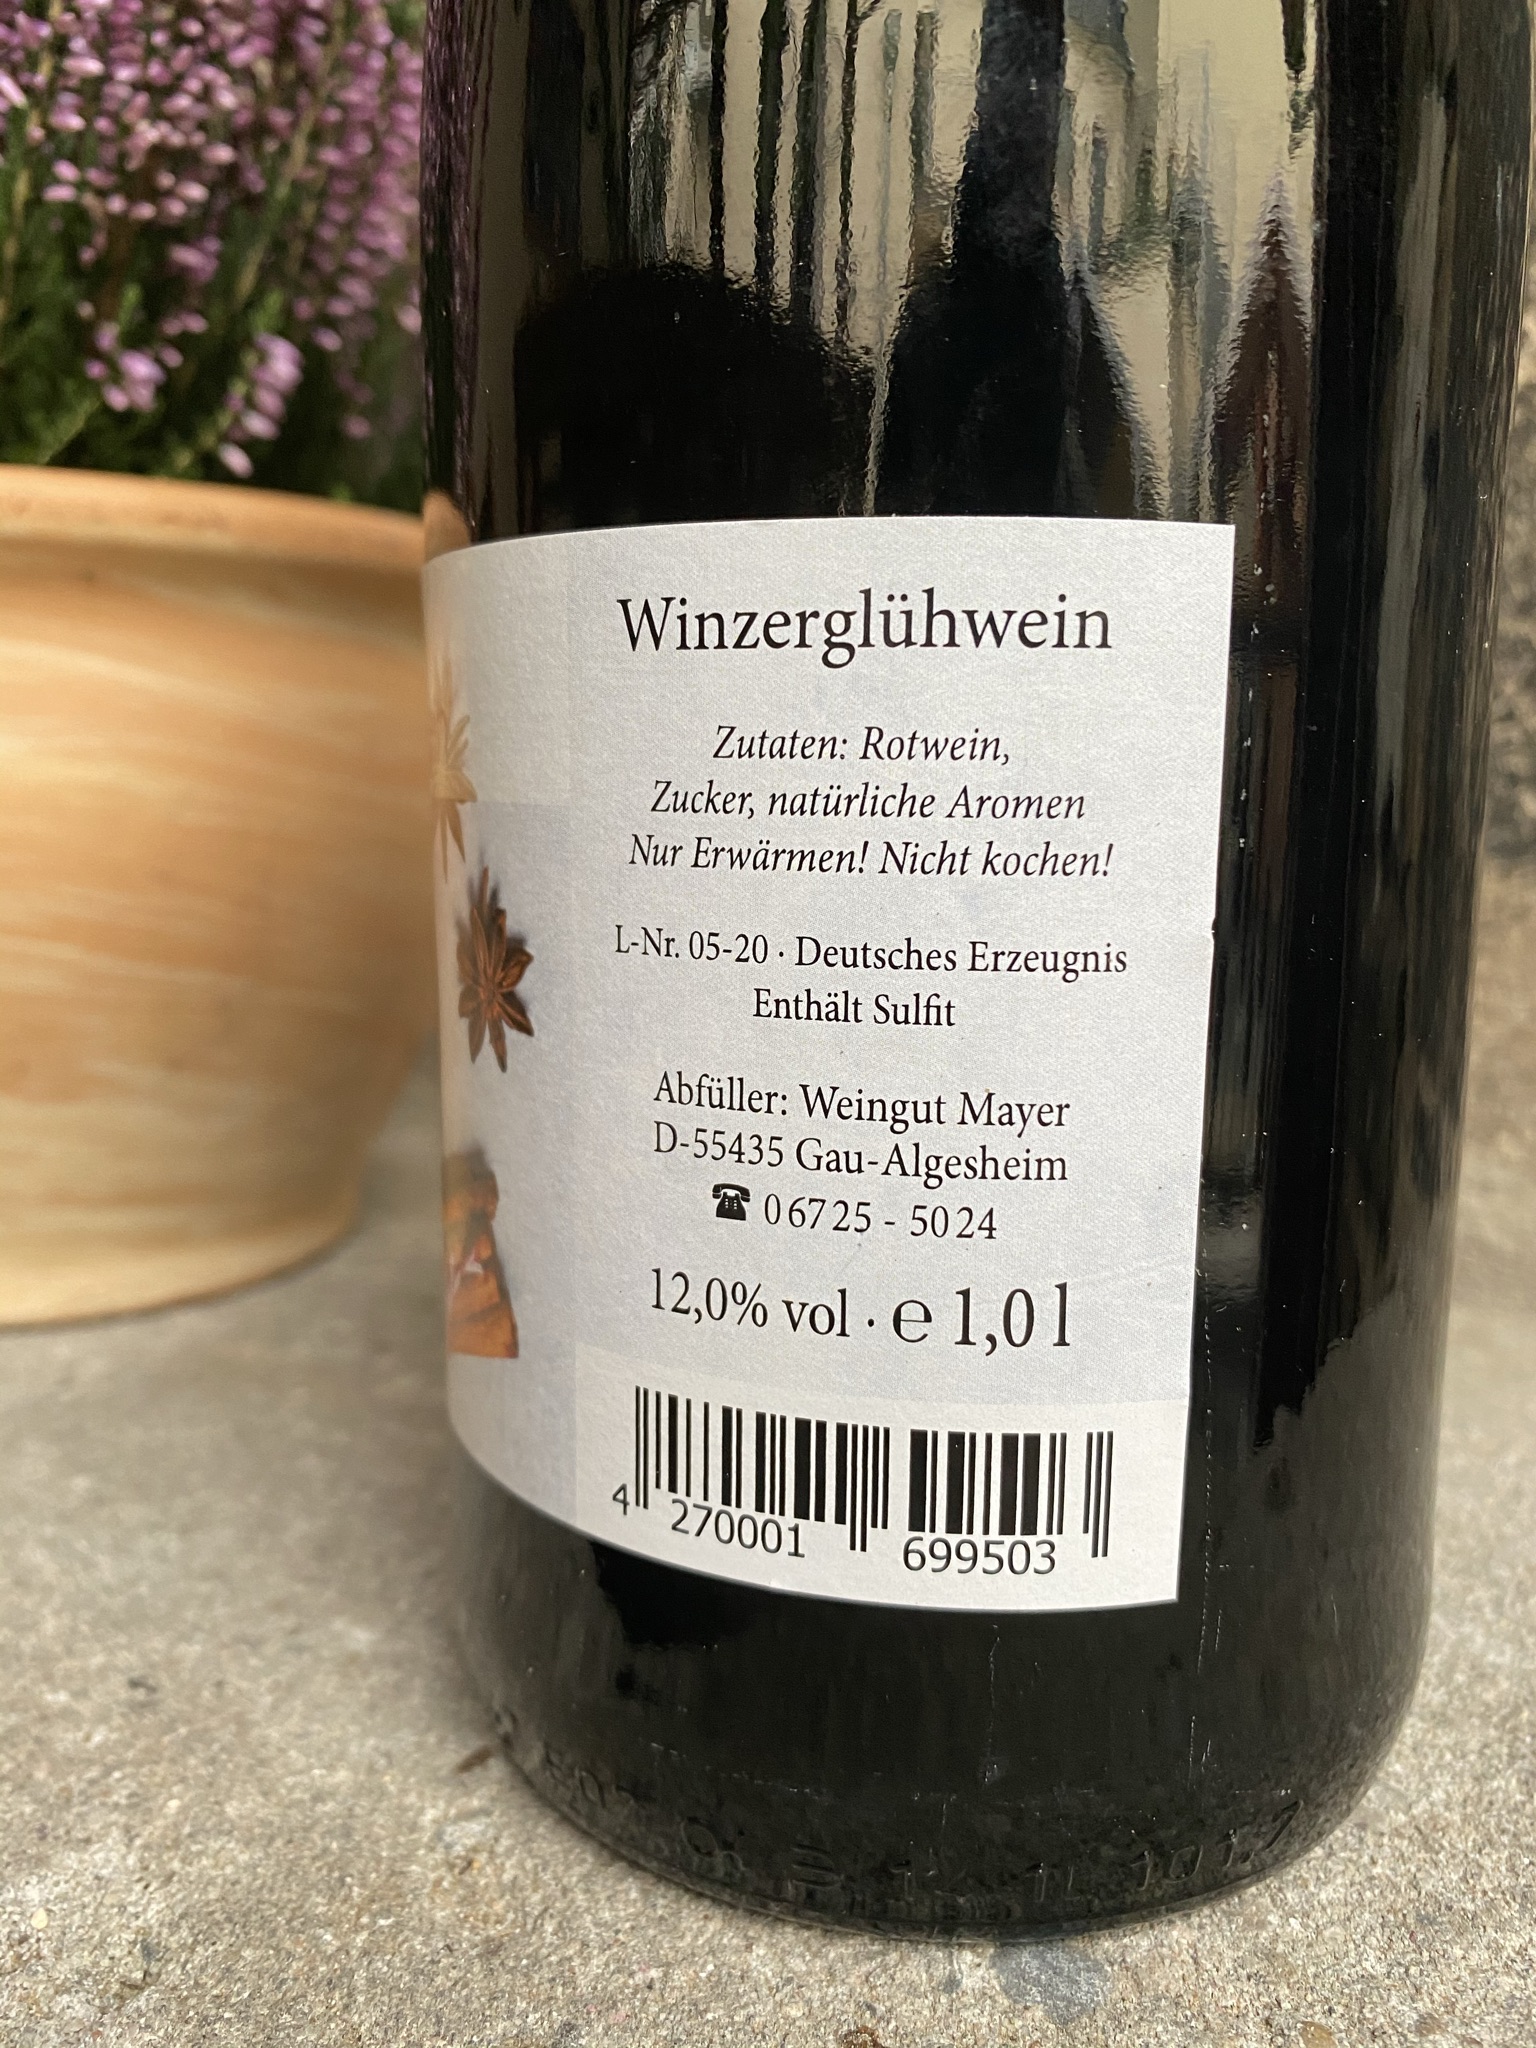 Winzerglühwein
Zutaten: Rotwein,
Zucker, natürliche Aromen
Nur Erwärmen! Nicht kochen!
L-Nr. 05-20 · Deutsches Erzeugnis
Enthält Sulfit
Abfüller: Weingut Mayer
D-55435 Gau-Algesheim
☎ 06725 - 5024
12,0% vol · ℮ 1,0 l
4 270001 699503